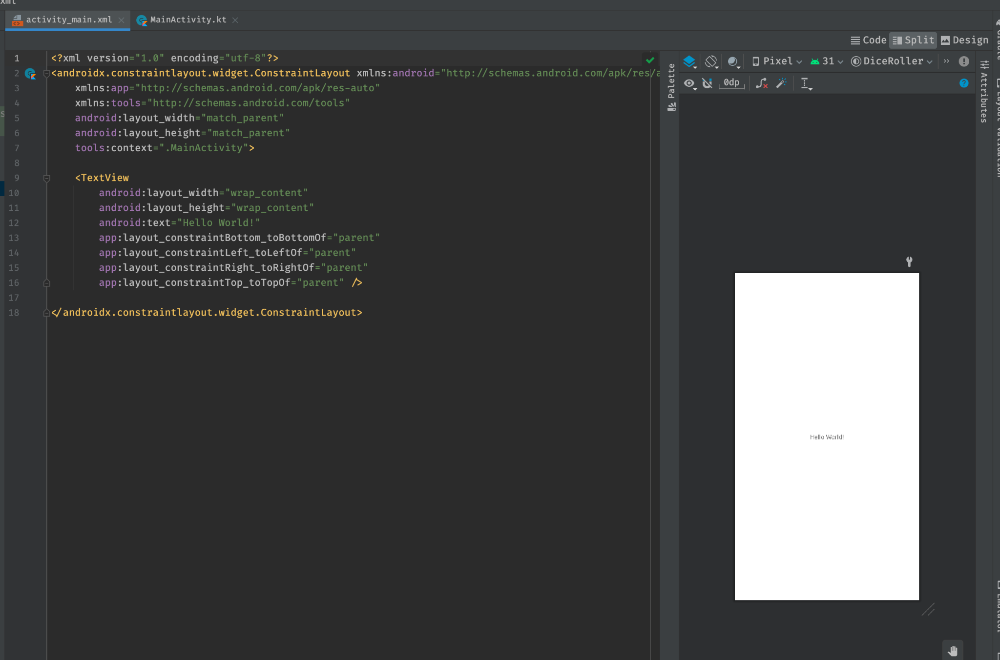 xml
activity_main.xml
MainActivity.kt
Code Split Design
1 <?xml version="1.0" encoding="utf-8"?>
2 <androidx.constraintlayout.widget.ConstraintLayout xmlns:android="http://schemas.android.com/apk/res/a
3 xmlns:app="http://schemas.android.com/apk/res-auto"
4 xmlns:tools="http://schemas.android.com/tools"
5 android:layout_width="match_parent"
6 android:layout_height="match_parent"
7 tools:context=".MainActivity">
8
9 <TextView
10 android:layout_width="wrap_content"
11 android:layout_height="wrap_content"
12 android:text="Hello World!"
13 app:layout_constraintBottom_toBottomOf="parent"
14 app:layout_constraintLeft_toLeftOf="parent"
15 app:layout_constraintRight_toRightOf="parent"
16 app:layout_constraintTop_toTopOf="parent" />
17
18 </androidx.constraintlayout.widget.ConstraintLayout>
Palette
Pixel 31 DiceRoller »
0dp
Hello World!
Attributes
Gradle
Layout Validation
Emulator